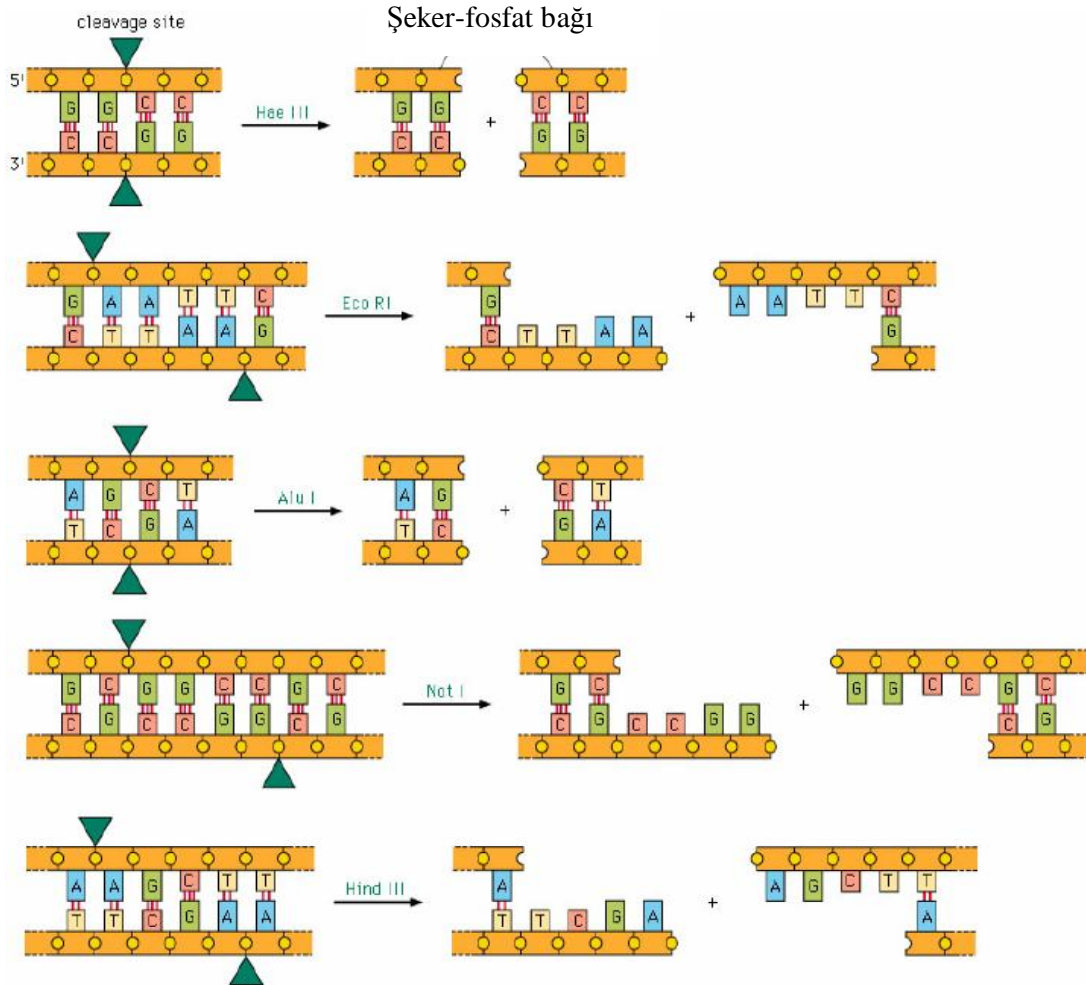 Şeker-fosfat bağı
cleavage site
5'
G G C C
C C G G
3'
Hae III
G G
C C
+
C C
G G
G A A T T C
C T T A A G
Eco RI
G
C T T A A
+
A A T T C
G
A G C T
T C G A
Alu I
A G
T C
+
C T
G A
G C G G C C G C
C G C C G G C G
Not I
G C
C G C C G G
+
G G C C G C
C G
A A G C T T
T T C G A A
Hind III
A
T T C G A
+
A G C T T
A